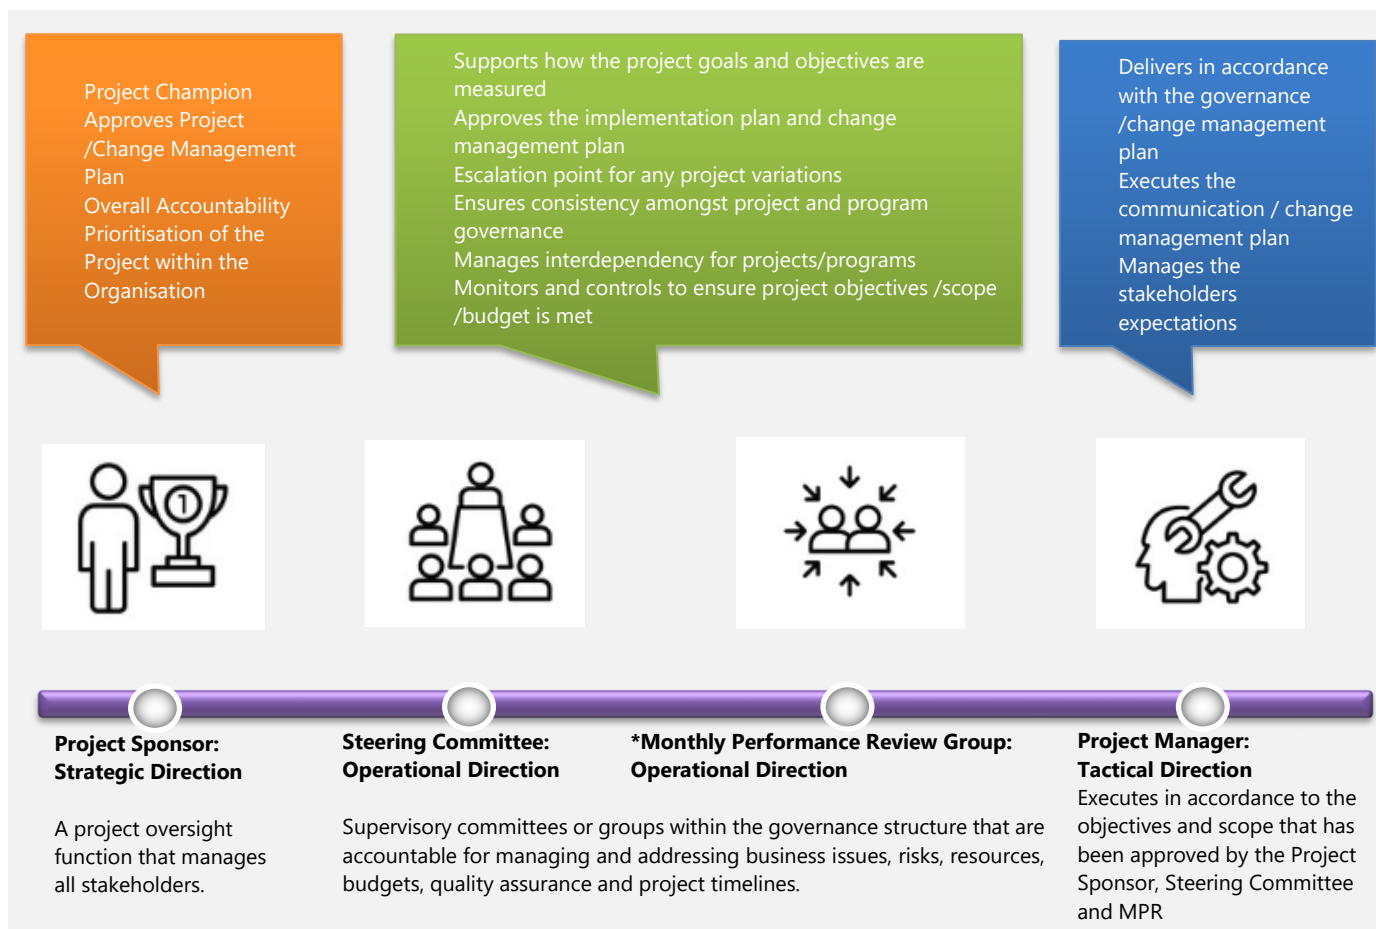 Project Champion
Approves Project
/Change Management
Plan
Overall Accountability
Prioritisation of the
Project within the
Organisation
Supports how the project goals and objectives are
measured
Approves the implementation plan and change
management plan
Escalation point for any project variations
Ensures consistency amongst project and program
governance
Manages interdependency for projects/programs
Monitors and controls to ensure project objectives /scope
/budget is met
Delivers in accordance
with the governance
/change management
plan
Executes the
communication / change
management plan
Manages the
stakeholders
expectations
1
Project Sponsor:
Strategic Direction
A project oversight
function that manages
all stakeholders.
Steering Committee:
Operational Direction
*Monthly Performance Review Group:
Operational Direction
Supervisory committees or groups within the governance structure that are
accountable for managing and addressing business issues, risks, resources,
budgets, quality assurance and project timelines.
Project Manager:
Tactical Direction
Executes in accordance to the
objectives and scope that has
been approved by the Project
Sponsor, Steering Committee
and MPR